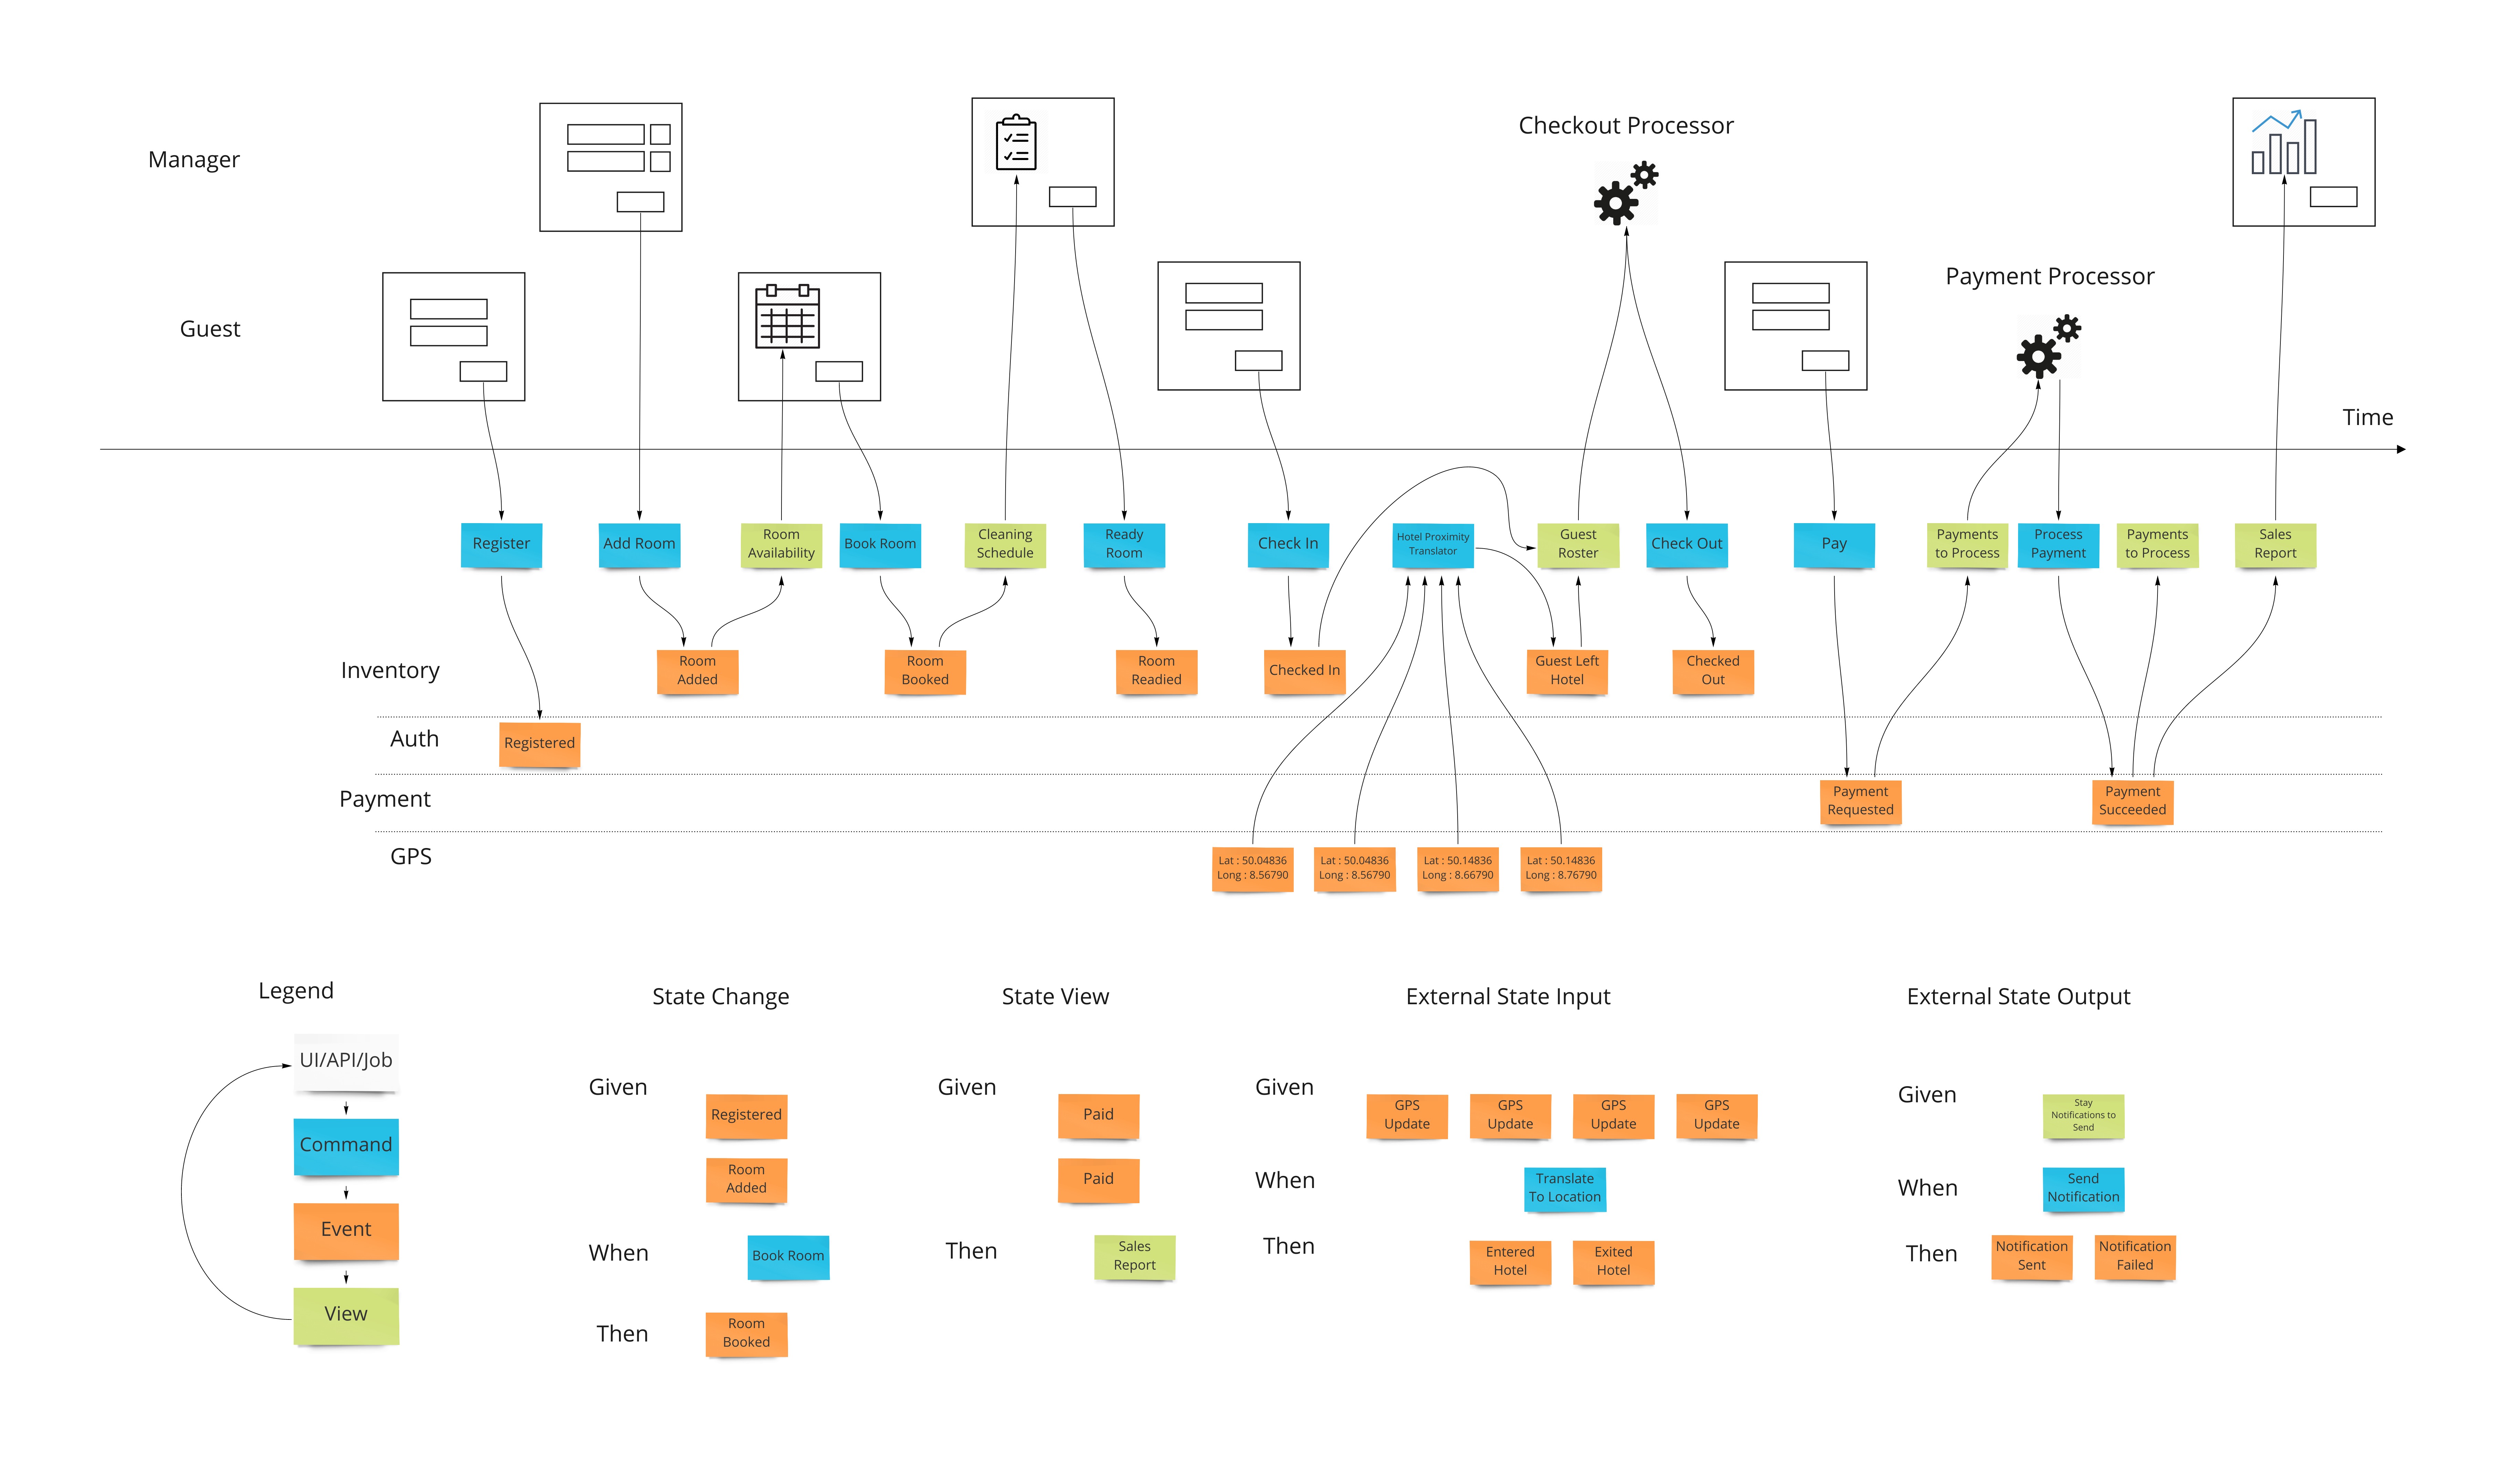 Manager
Checkout Processor
Guest
Payment Processor
Time
Register
Add Room
Room
Availability
Book Room
Cleaning
Schedule
Ready
Room
Check In
Hotel Proximity
Translator
Guest
Roster
Check Out
Pay
Payments
to Process
Process
Payment
Payments
to Process
Sales
Report
Inventory
Room
Added
Room
Booked
Room
Readied
Checked In
Guest Left
Hotel
Checked
Out
Auth
Registered
Payment
Payment
Requested
Payment
Succeeded
GPS
Lat : 50.04836
Long : 8.56790
Lat : 50.04836
Long : 8.56790
Lat : 50.14836
Long : 8.66790
Lat : 50.14836
Long : 8.76790
Legend
UI/API/Job
Command
Event
View
State Change
Given
Registered
Room
Added
When
Book Room
Then
Room
Booked
State View
Given
Paid
Paid
Then
Sales
Report
External State Input
Given
GPS
Update
GPS
Update
GPS
Update
GPS
Update
When
Translate
To Location
Then
Entered
Hotel
Exited
Hotel
External State Output
Given
Stay
Notifications to
Send
When
Send
Notification
Then
Notification
Sent
Notification
Failed